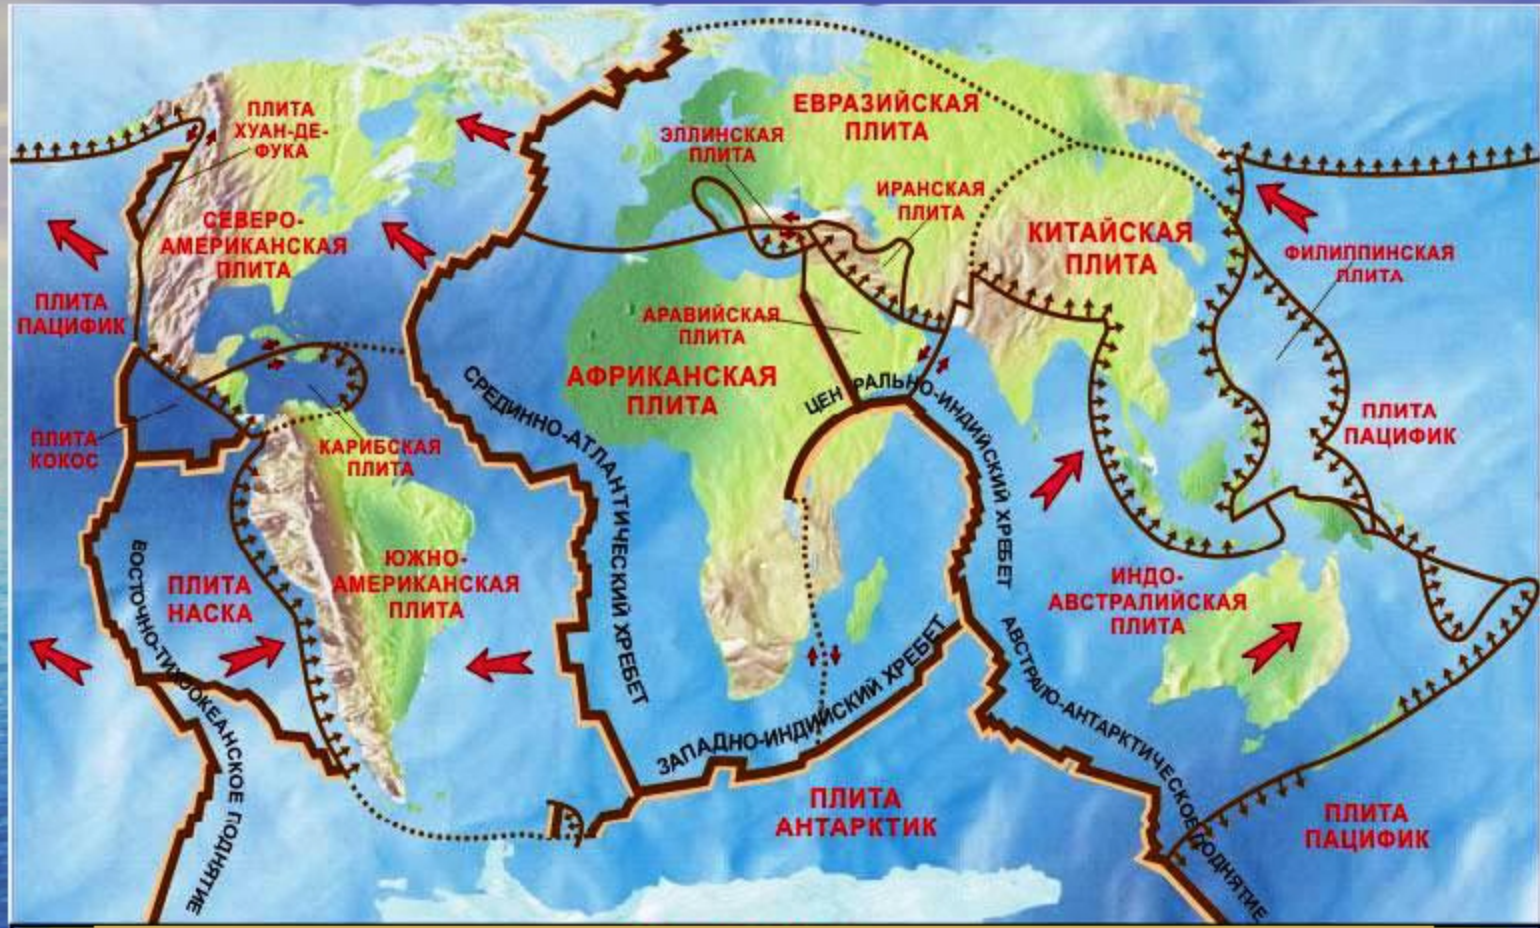 ПЛИТА
ХУАН-ДЕ-
ФУКА
ЕВРАЗИЙСКАЯ
ПЛИТА
ЭЛЛИНСКАЯ
ПЛИТА
ИРАНСКАЯ
ПЛИТА
СЕВЕРО-
АМЕРИКАНСКАЯ
ПЛИТА
КИТАЙСКАЯ
ПЛИТА
ФИЛИППИНСКАЯ
ПЛИТА
ПЛИТА
ПАЦИФИК
АРАВИЙСКАЯ
ПЛИТА
АФРИКАНСКАЯ
ПЛИТА
ЦЕН РАЛЬНО-ИНДИЙСКИЙ ХРЕБЕТ
СРЕДИННО-АТЛАНТИЧЕСКИЙ ХРЕБЕТ
ПЛИТА
КОКОС
КАРИБСКАЯ
ПЛИТА
ПЛИТА
ПАЦИФИК
ВОСТОЧНО-ТИХООКЕАНСКОЕ ПОДНЯТИЕ
ПЛИТА
НАСКА
ЮЖНО-
АМЕРИКАНСКАЯ
ПЛИТА
ИНДО-
АВСТРАЛИЙСКАЯ
ПЛИТА
ЗАПАДНО-ИНДИЙСКИЙ ХРЕБЕТ
АВСТРАЛО-АНТАРКТИЧЕСКОЕ ПОДНЯТИЕ
ПЛИТА
АНТАРКТИК
ПЛИТА
ПАЦИФИК